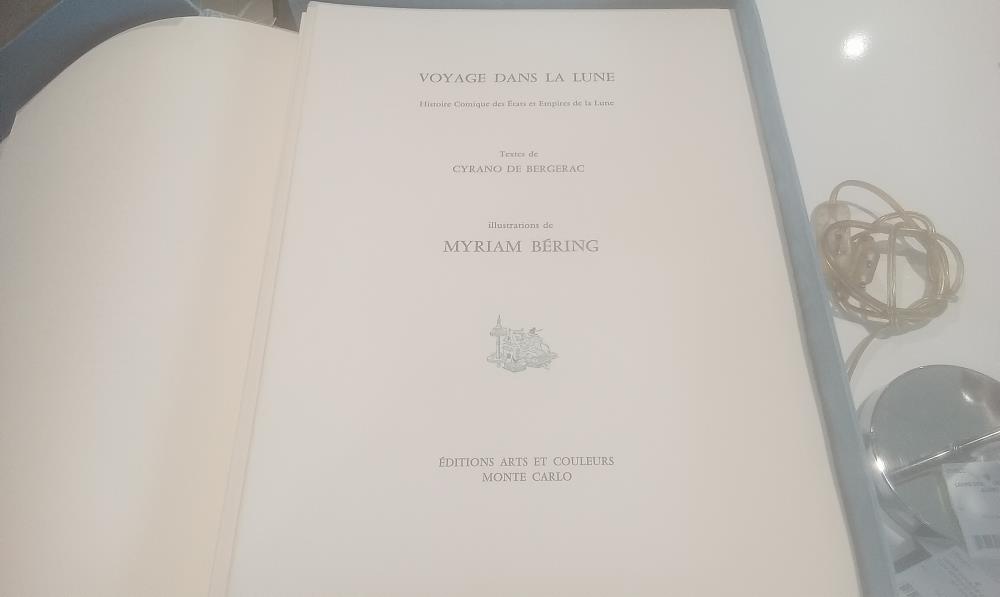 VOYAGE DANS LA LUNE
Histoire Comique des États et Empires de la Lune
Textes de
CYRANO DE BERGERAC
illustrations de
MYRIAM BÉRING
ÉDITIONS ARTS ET COULEURS
MONTE CARLO